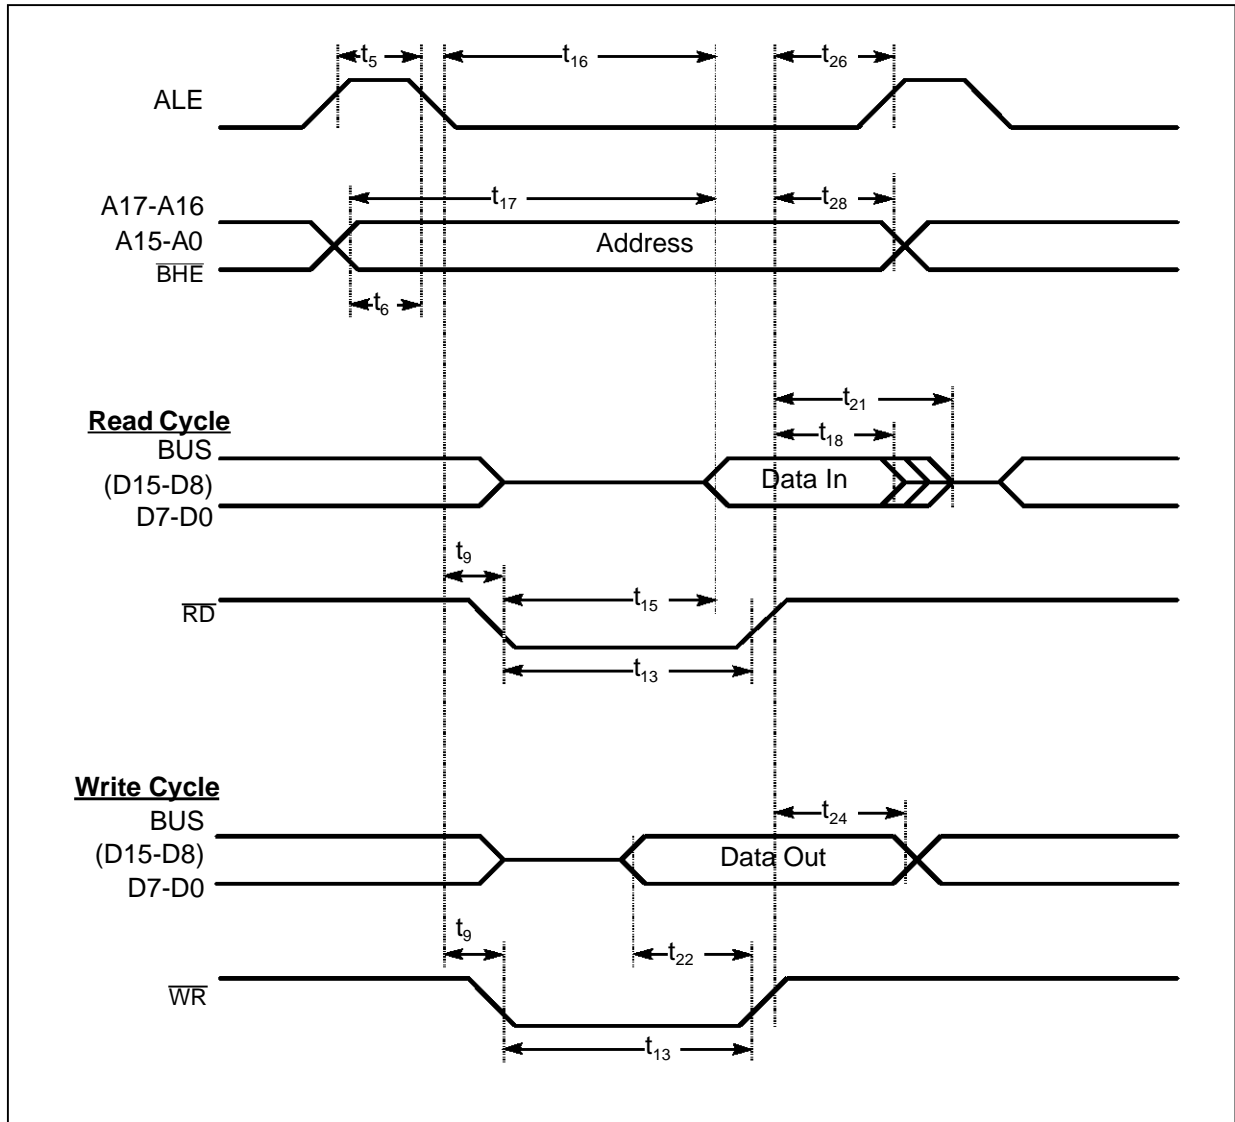 t5
t16
t26
ALE
A17-A16
t17
t28
A15-A0
Address
BHE
t6
t21
Read Cycle
BUS
t18
(D15-D8)
Data In
D7-D0
t9
t15
RD
t13
Write Cycle
BUS
t24
(D15-D8)
Data Out
D7-D0
t9
t22
WR
t13